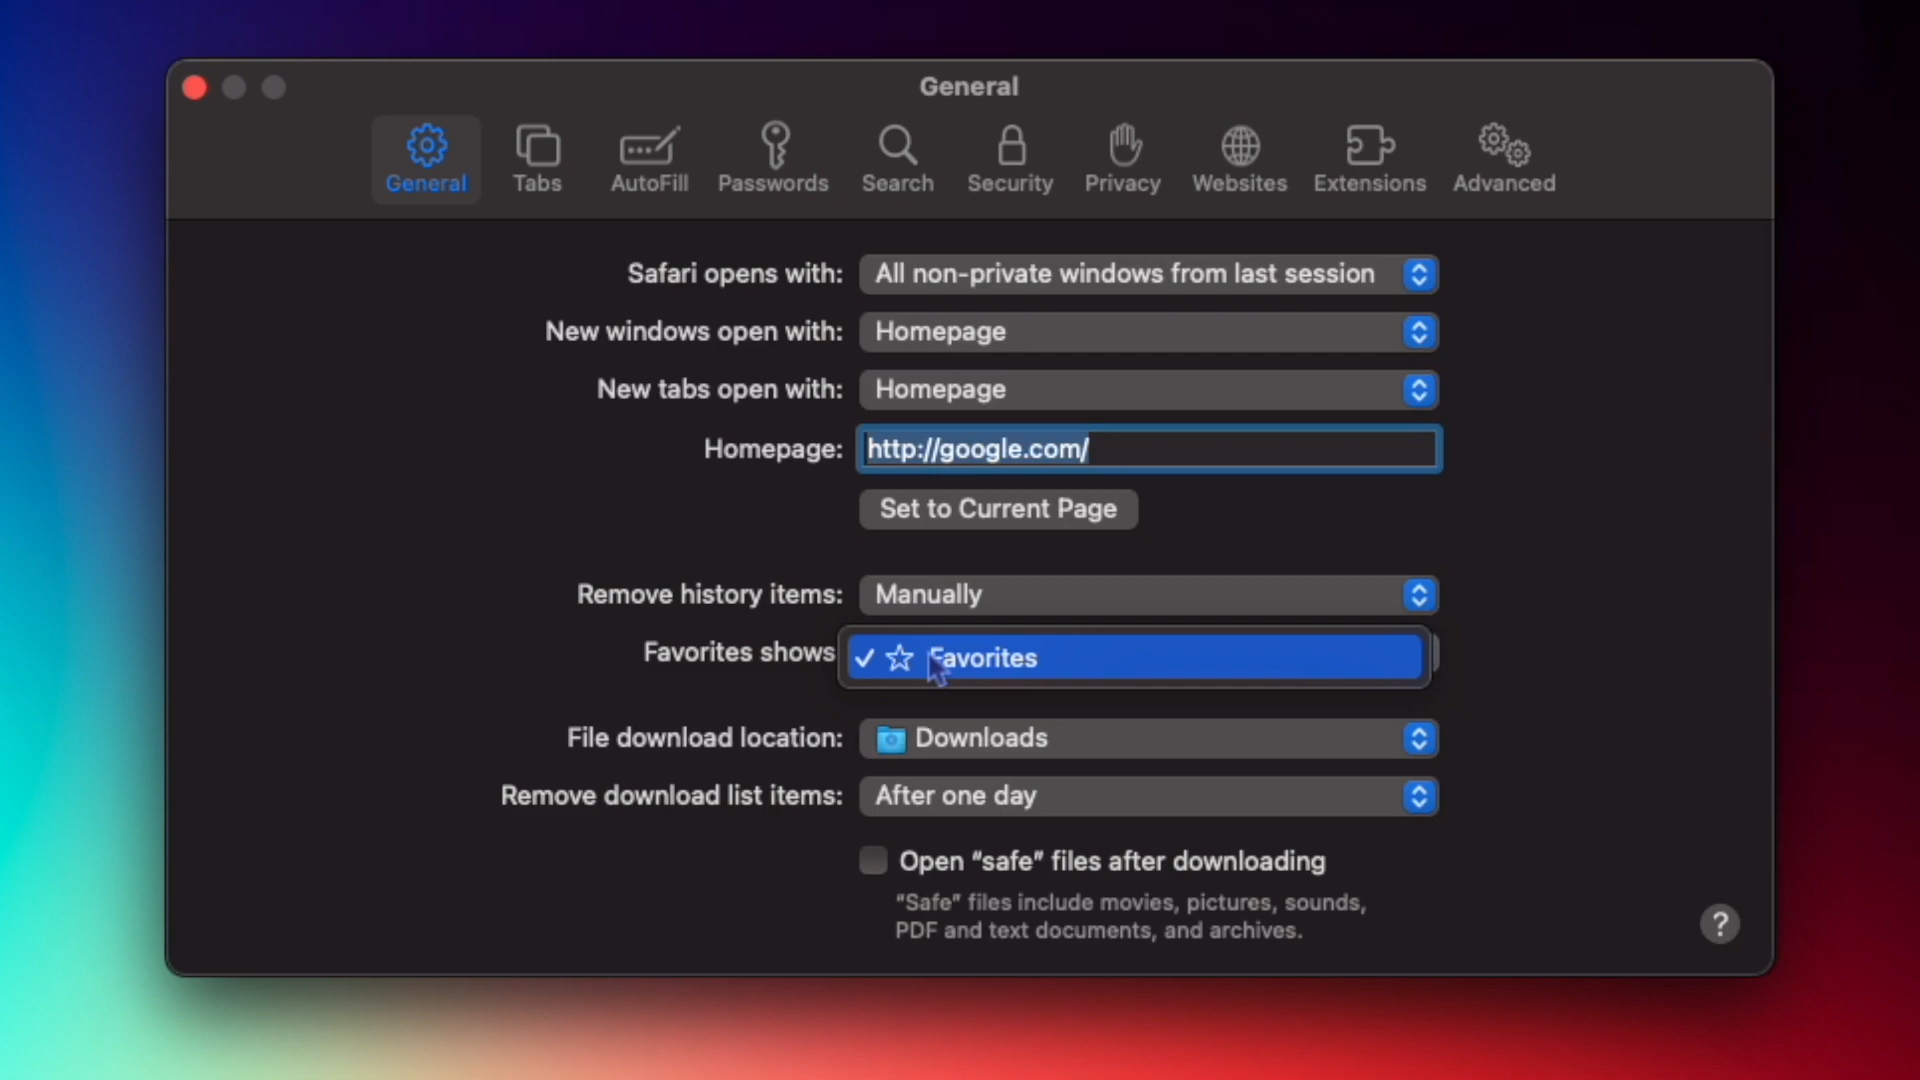 General
General Tabs AutoFill Passwords Search Security Privacy Websites Extensions Advanced
Safari opens with: All non-private windows from last session
New windows open with: Homepage
New tabs open with: Homepage
Homepage: http://google.com/
Set to Current Page
Remove history items: Manually
Favorites shows ✓ ☆ Favorites
File download location: Downloads
Remove download list items: After one day
Open “safe” files after downloading
“Safe” files include movies, pictures, sounds,
PDF and text documents, and archives.
?